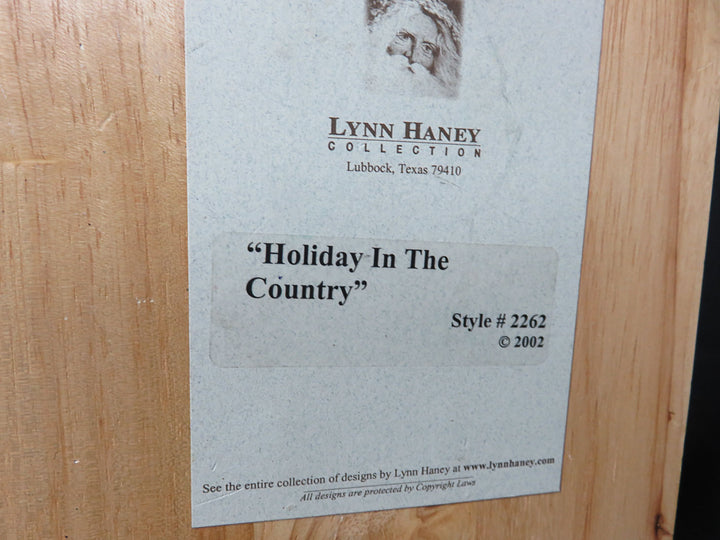 LYNN HANEY
COLLECTION
Lubbock, Texas 79410
“Holiday In The
Country”
Style # 2262
© 2002
See the entire collection of designs by Lynn Haney at www.lynnhaney.com
All designs are protected by Copyright Laws